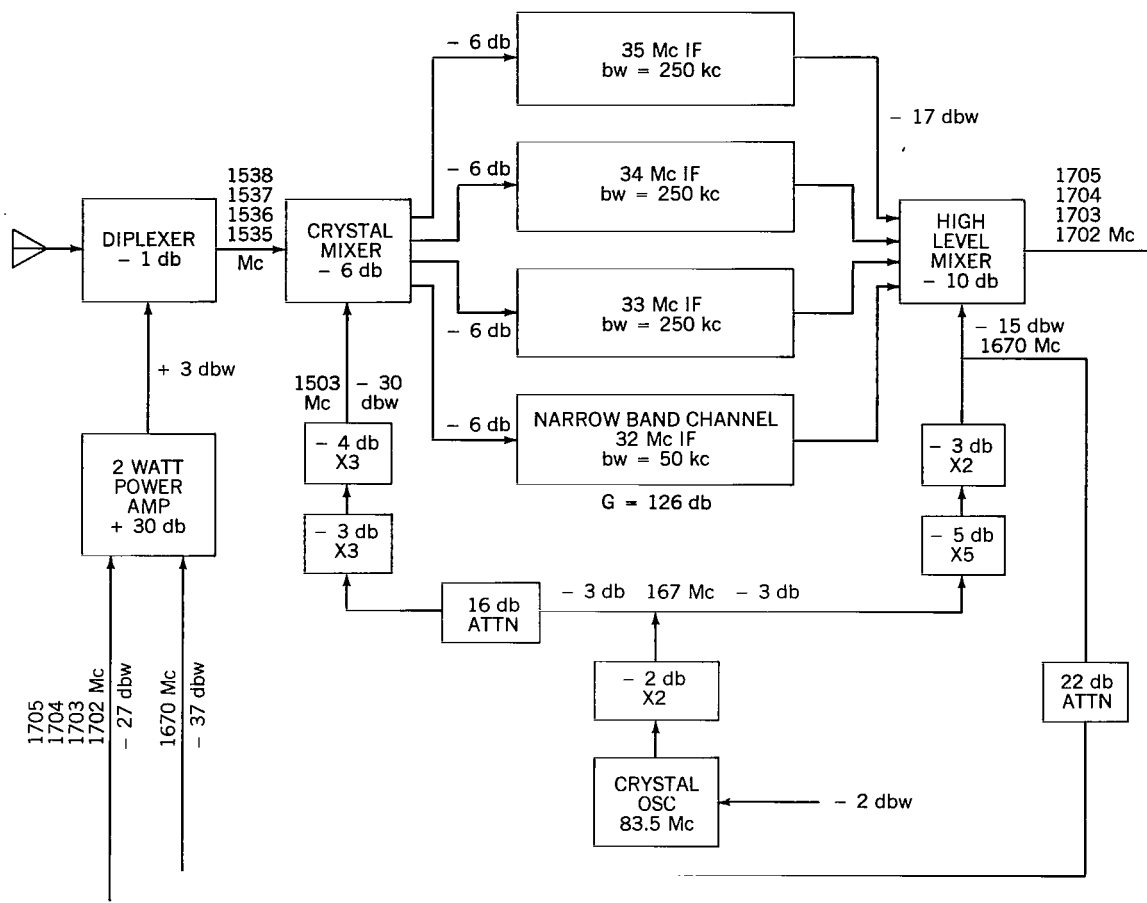 - 6 db
35 Mc IF
bw = 250 kc
- 17 dbw
- 6 db
34 Mc IF
bw = 250 kc
1538
1537
1536
1535
Mc
DIPLEXER
- 1 db
CRYSTAL
MIXER
- 6 db
HIGH
LEVEL
MIXER
- 10 db
1705
1704
1703
1702 Mc
- 6 db
33 Mc IF
bw = 250 kc
- 15 dbw
1670 Mc
+ 3 dbw
1503
Mc
- 30
dbw
- 6 db
NARROW BAND CHANNEL
32 Mc IF
bw = 50 kc
G = 126 db
2 WATT
POWER
AMP
+ 30 db
- 4 db
X3
- 3 db
X2
- 3 db
X3
- 5 db
X5
16 db
ATTN
- 3 db 167 Mc - 3 db
- 2 db
X2
22 db
ATTN
1705
1704
1703
1702 Mc
- 27 dbw
1670 Mc
- 37 dbw
CRYSTAL
OSC
83.5 Mc
- 2 dbw